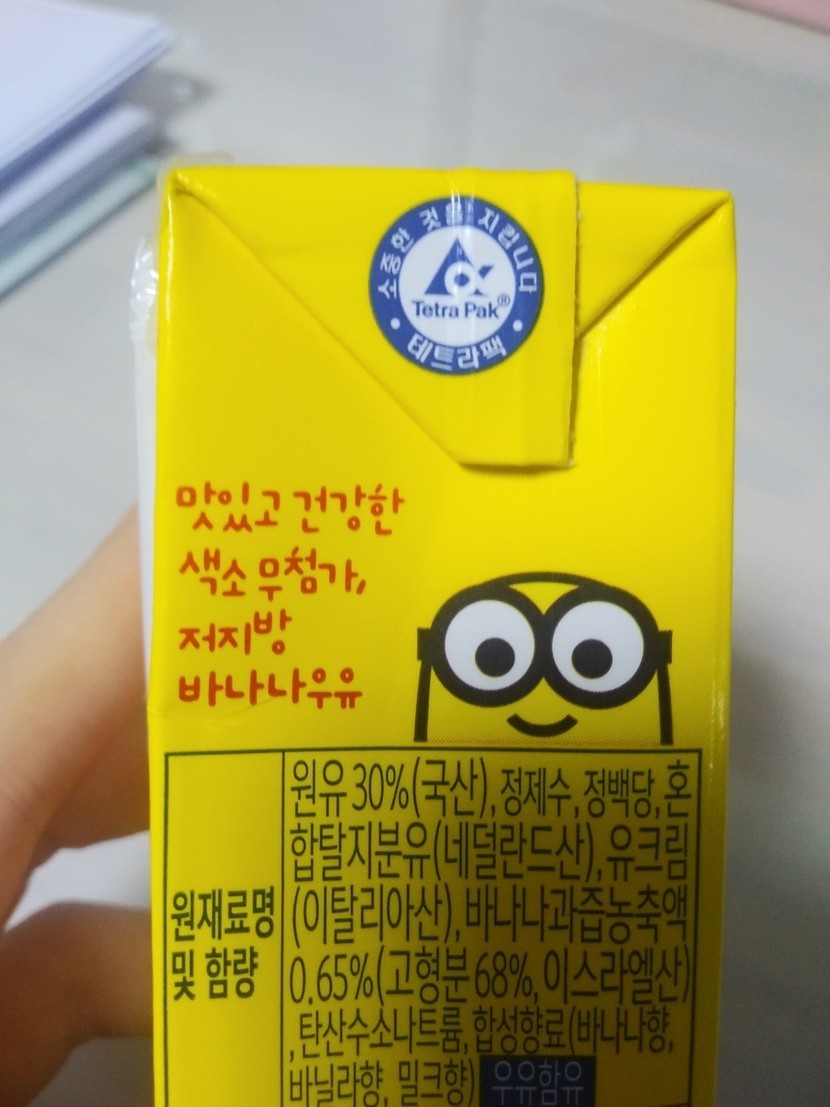 소중한 것을 지킵니다
Tetra Pak®
테트라팩
맛있고 건강한
색소 무첨가,
저지방
바나나우유
원재료명
및 함량
원유 30%(국산), 정제수, 정백당, 혼
합탈지분유(네덜란드산), 유크림
(이탈리아산), 바나나과즙농축액
0.65%(고형분 68%, 이스라엘산)
, 탄산수소나트륨, 합성향료(바나나향,
바닐라향, 밀크향) 우유함유